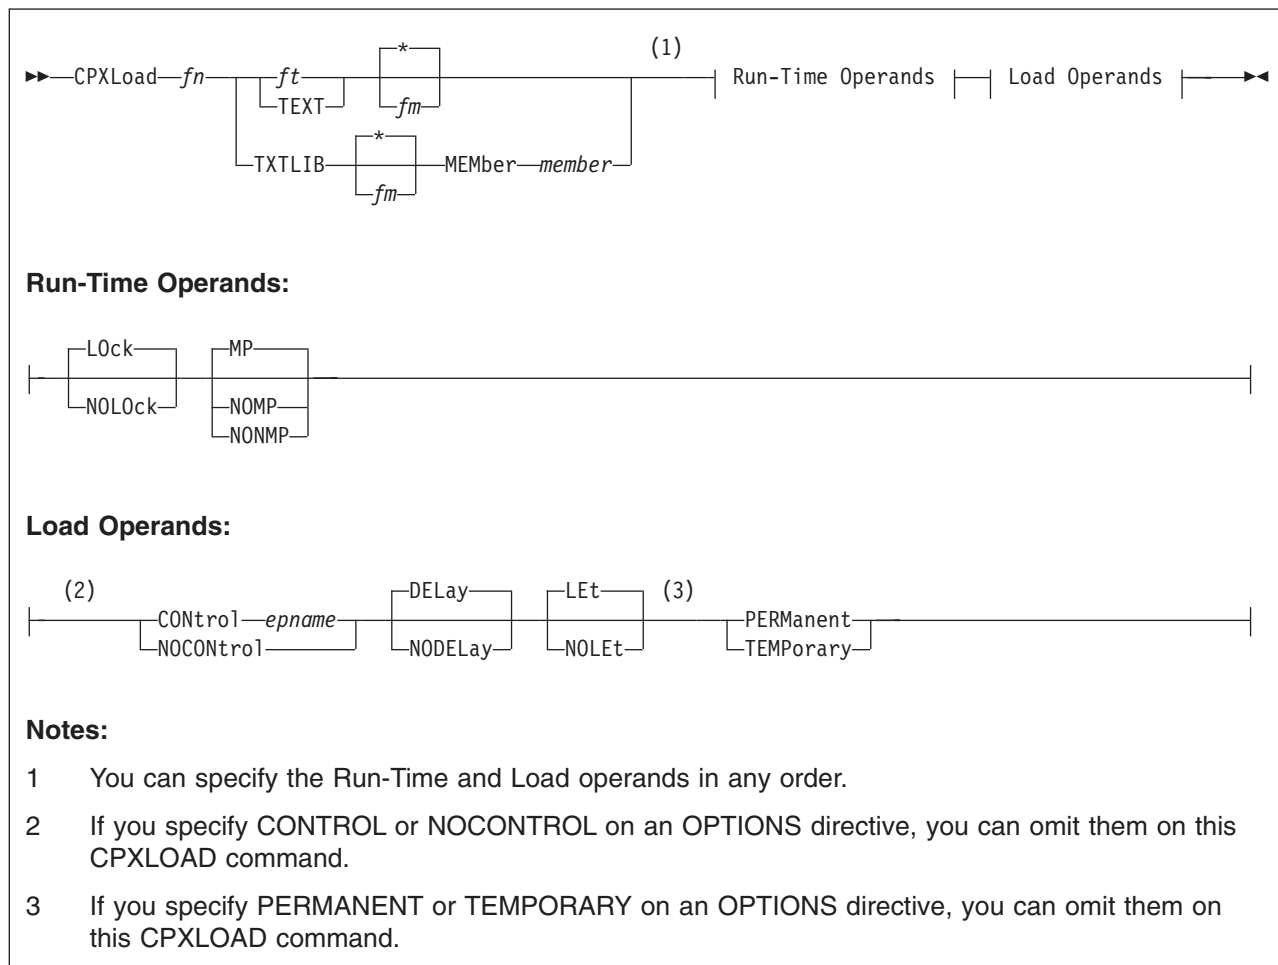 * (1)
CPXLoad fn ft Run-Time Operands Load Operands
TEXT fm
*
TXTLIB MEMber member
fm
Run-Time Operands:
LOck MP
NOLOck NOMP
NONMP
Load Operands:
(2) DELay LEt (3)
CONtrol epname PERManent
NOCONtrol NODELay NOLEt TEMPorary
Notes:
1 You can specify the Run-Time and Load operands in any order.
2 If you specify CONTROL or NOCONTROL on an OPTIONS directive, you can omit them on this
CPXLOAD command.
3 If you specify PERMANENT or TEMPORARY on an OPTIONS directive, you can omit them on
this CPXLOAD command.